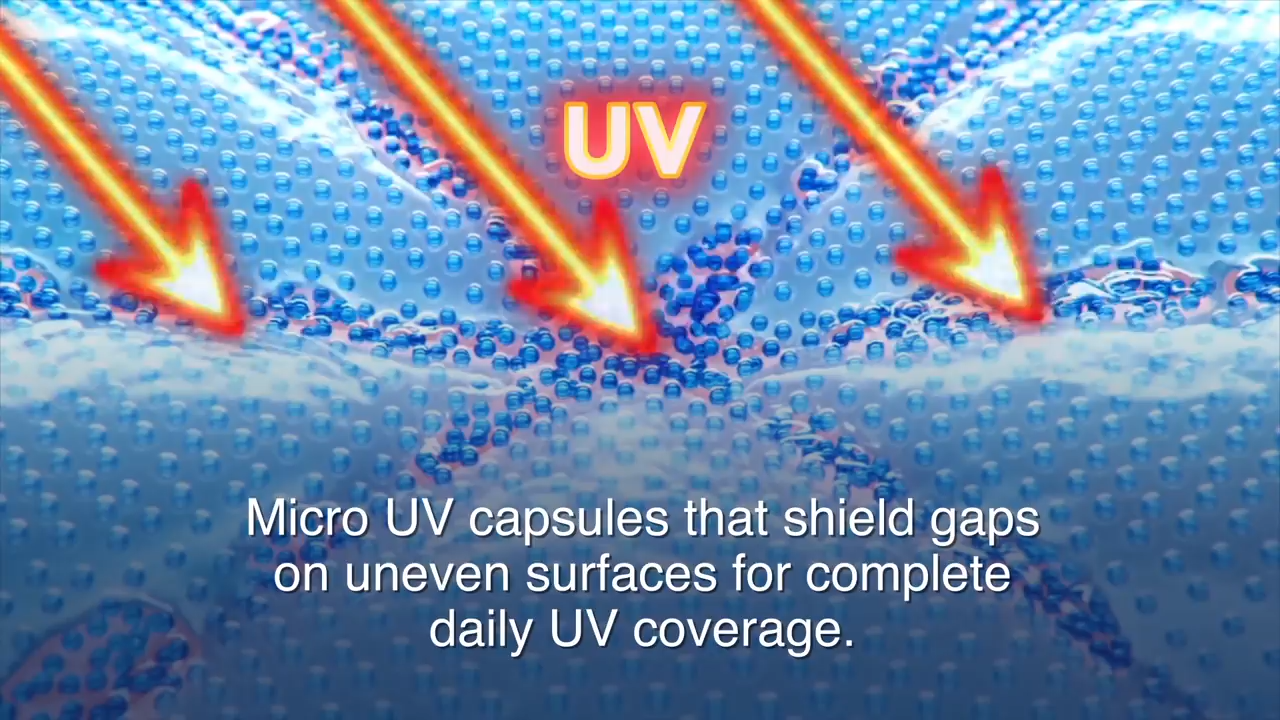 UV
Micro UV capsules that shield gaps
on uneven surfaces for complete
daily UV coverage.